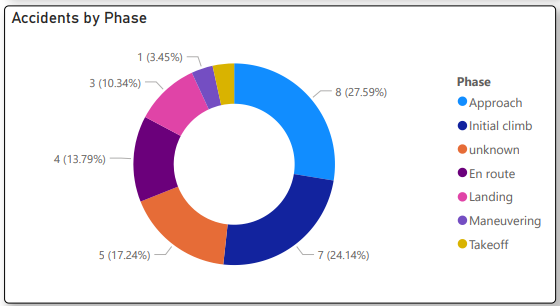 Accidents by Phase
1 (3.45%)
8 (27.59%)
3 (10.34%)
4 (13.79%)
5 (17.24%)
7 (24.14%)
Phase
Approach
Initial climb
unknown
En route
Landing
Maneuvering
Takeoff